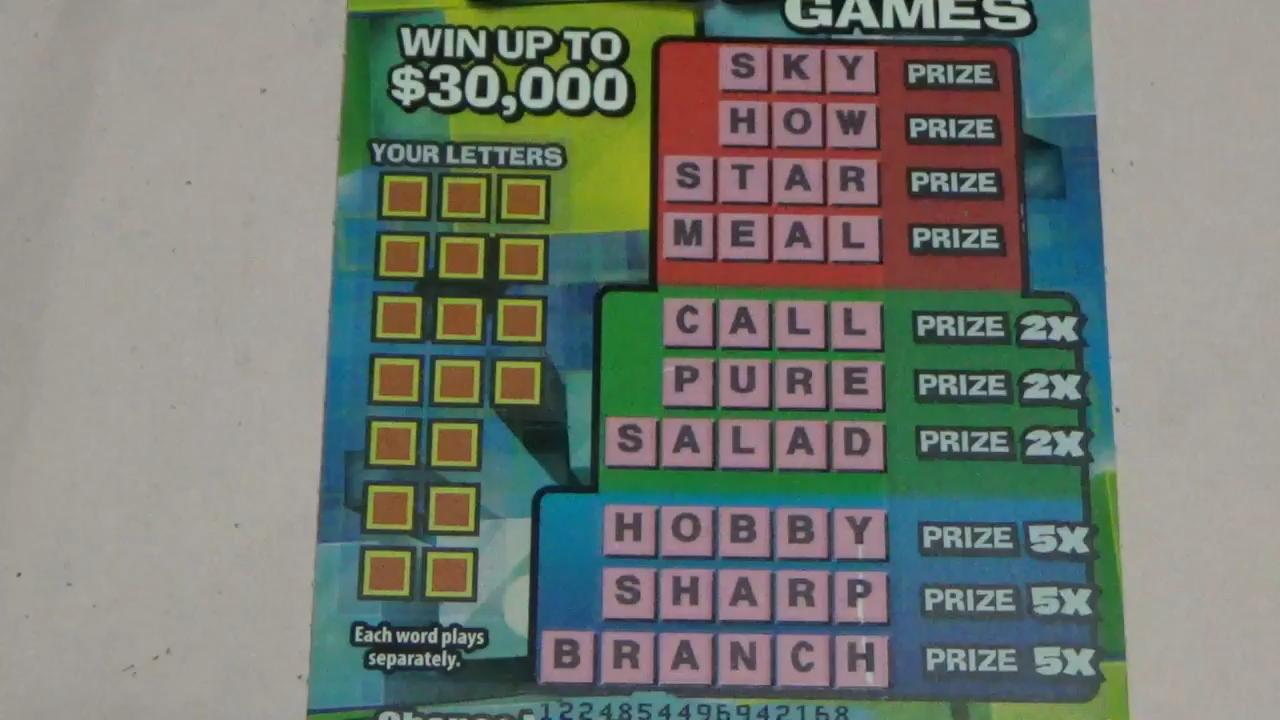 GAMES
WIN UP TO
$30,000
YOUR LETTERS
SKY PRIZE
HOW PRIZE
STAR PRIZE
MEAL PRIZE
CALL PRIZE 2X
PURE PRIZE 2X
SALAD PRIZE 2X
HOBBY PRIZE 5X
SHARP PRIZE 5X
BRANCH PRIZE 5X
Each word plays
separately.
1224854496942168